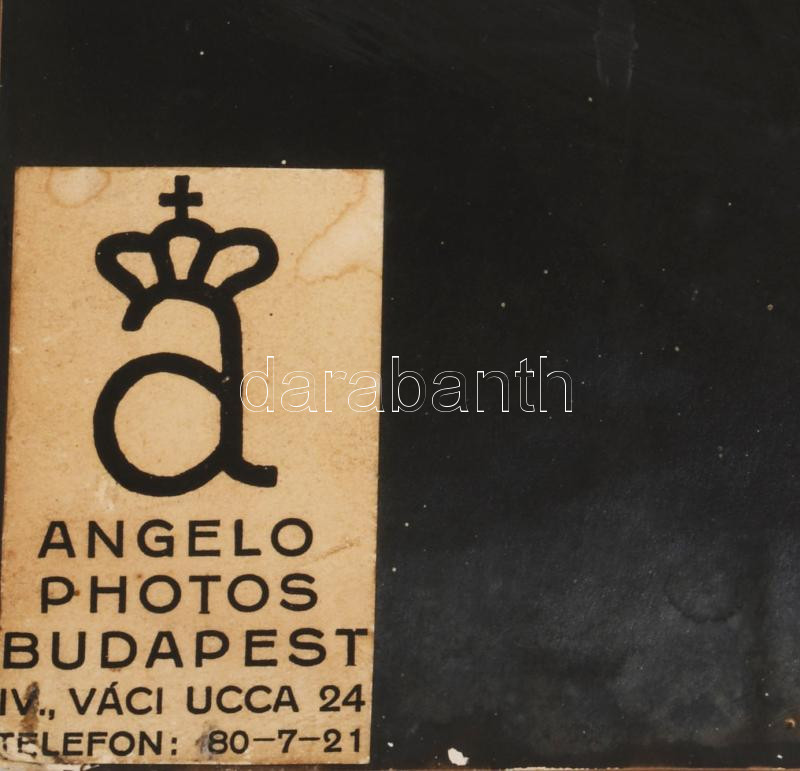 a
ANGELO
PHOTOS
BUDAPEST
IV., VÁCI UCCA 24
TELEFON: 80-7-21
darabanth